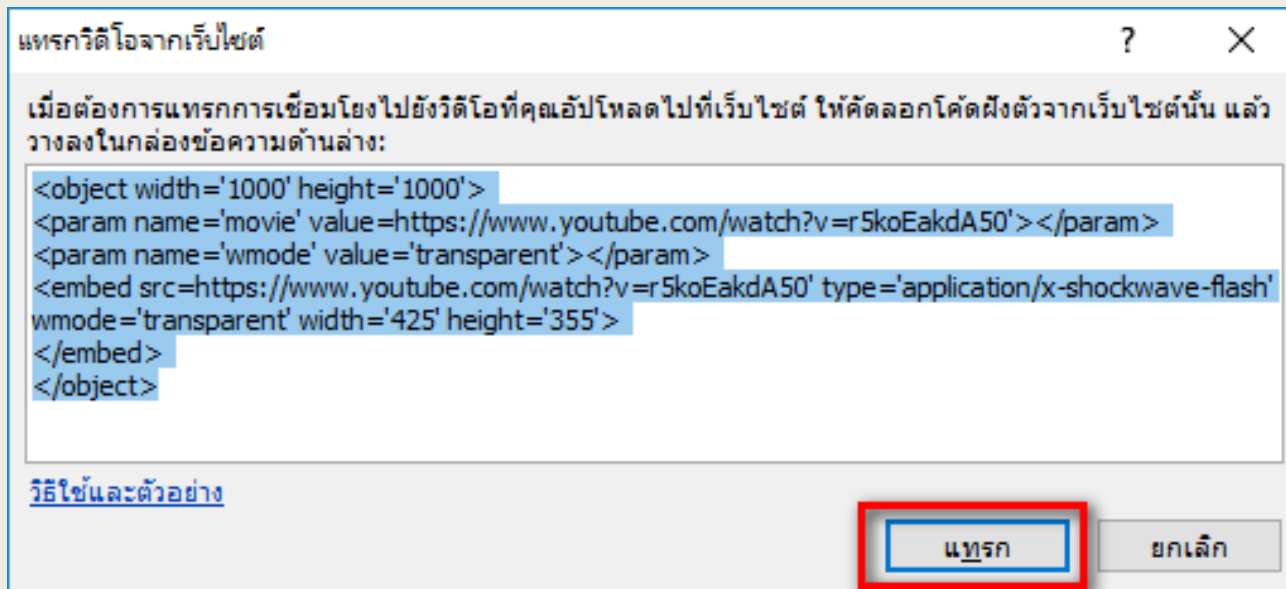 แทรกวิดีโอจากเว็บไซต์
?
เมื่อต้องการแทรกการเชื่อมโยงไปยังวิดีโอที่คุณอัปโหลดไปที่เว็บไซต์ ให้คัดลอกโค้ดฝังตัวจากเว็บไซต์นั้น แล้ว
วางลงในกล่องข้อความด้านล่าง:
<object width='1000' height='1000'>
<param name='movie' value=https://www.youtube.com/watch?v=r5koEakdA50'></param>
<param name='wmode' value='transparent'></param>
<embed src=https://www.youtube.com/watch?v=r5koEakdA50' type='application/x-shockwave-flash'
wmode='transparent' width='425' height='355'>
</embed>
</object>
วิธีใช้และตัวอย่าง
แทรก ยกเลิก